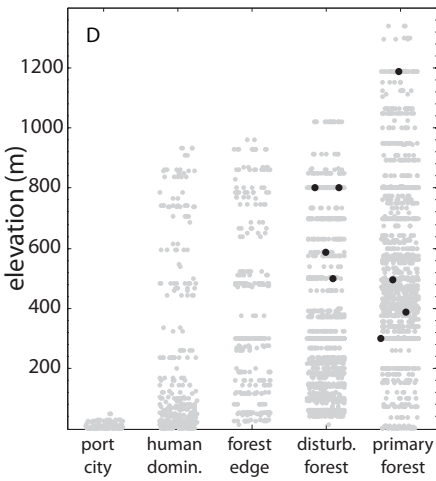 D
elevation (m)
1200
1000
800
600
400
200
port city
human domin.
forest edge
disturb. forest
primary forest